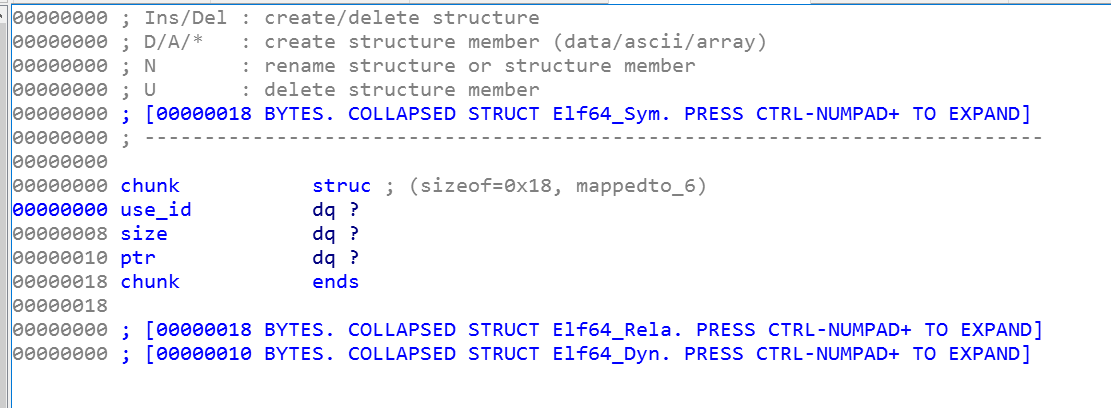 00000000 ; Ins/Del : create/delete structure
00000000 ; D/A/*   : create structure member (data/ascii/array)
00000000 ; N       : rename structure or structure member
00000000 ; U       : delete structure member
00000000 ; [00000018 BYTES. COLLAPSED STRUCT Elf64_Sym. PRESS CTRL-NUMPAD+ TO EXPAND]
00000000 ; ---------------------------------------------------------------------------
00000000
00000000 chunk           struc ; (sizeof=0x18, mappedto_6)
00000000 use_id          dq ?
00000008 size            dq ?
00000010 ptr             dq ?
00000018 chunk           ends
00000018
00000000 ; [00000018 BYTES. COLLAPSED STRUCT Elf64_Rela. PRESS CTRL-NUMPAD+ TO EXPAND]
00000000 ; [00000010 BYTES. COLLAPSED STRUCT Elf64_Dyn. PRESS CTRL-NUMPAD+ TO EXPAND]